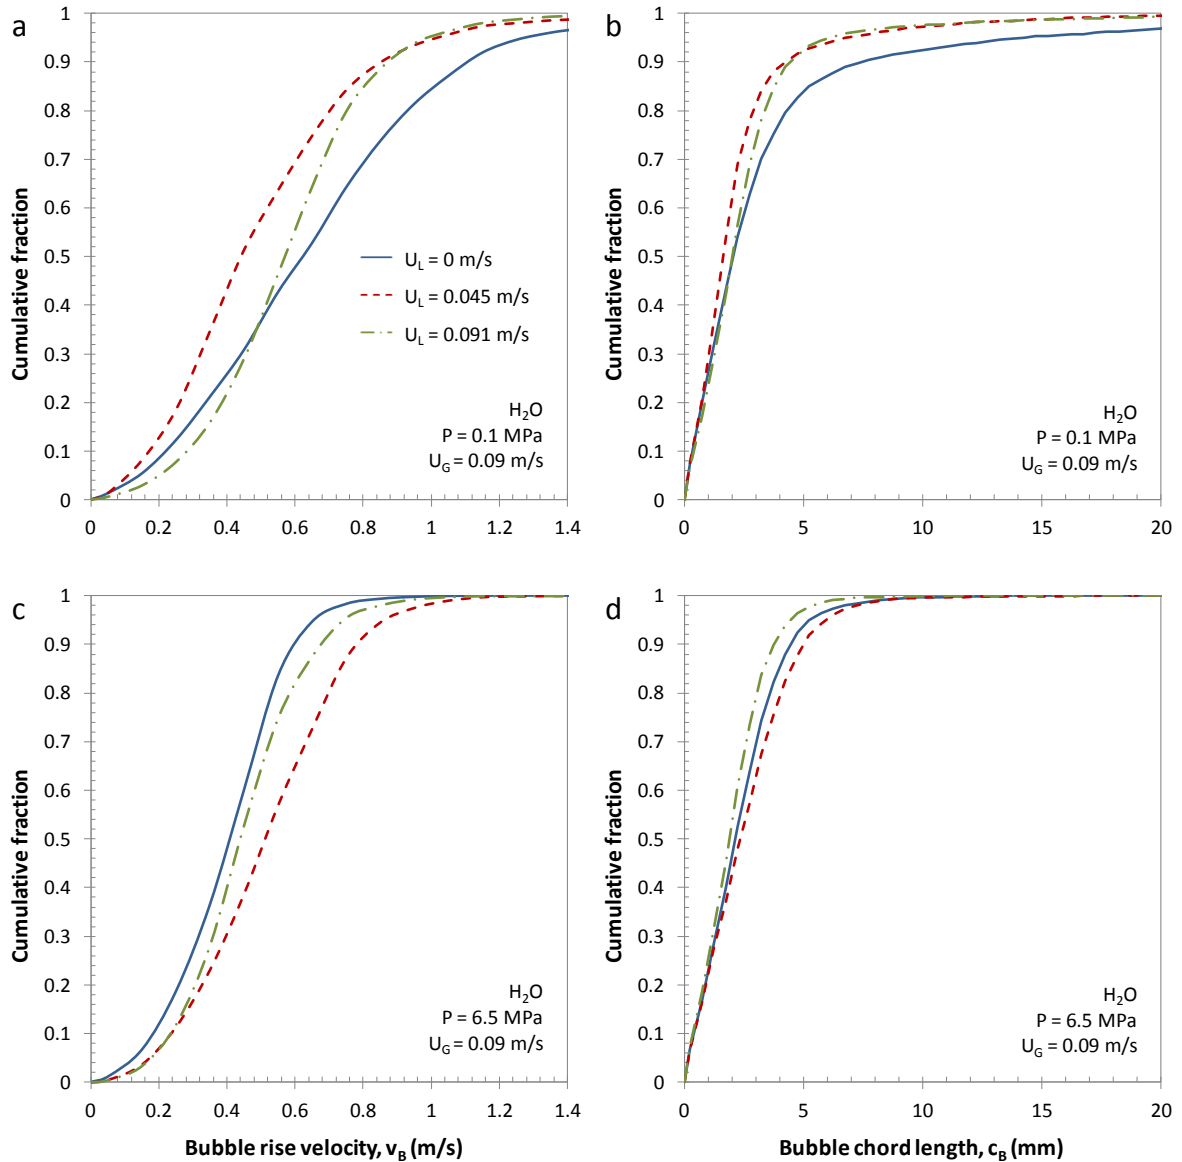 a
1
0.9
0.8
0.7
0.6
0.5
0.4
0.3
0.2
0.1
0
Cumulative fraction
U_L = 0 m/s
U_L = 0.045 m/s
U_L = 0.091 m/s
H₂O
P = 0.1 MPa
U_G = 0.09 m/s
0 0.2 0.4 0.6 0.8 1 1.2 1.4
b
1
0.9
0.8
0.7
0.6
0.5
0.4
0.3
0.2
0.1
0
Cumulative fraction
H₂O
P = 0.1 MPa
U_G = 0.09 m/s
0 5 10 15 20
c
1
0.9
0.8
0.7
0.6
0.5
0.4
0.3
0.2
0.1
0
Cumulative fraction
H₂O
P = 6.5 MPa
U_G = 0.09 m/s
0 0.2 0.4 0.6 0.8 1 1.2 1.4
Bubble rise velocity, v_B (m/s)
d
1
0.9
0.8
0.7
0.6
0.5
0.4
0.3
0.2
0.1
0
Cumulative fraction
H₂O
P = 6.5 MPa
U_G = 0.09 m/s
0 5 10 15 20
Bubble chord length, c_B (mm)